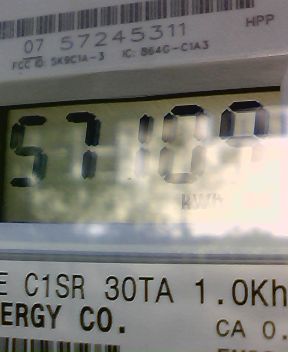 07 57245311
HPP
FCC ID: SK9C1A-3 IC: 864G-C1A3
57109
kWh
E C1SR 30TA 1.0Kh
ERGY CO.
CA 0.